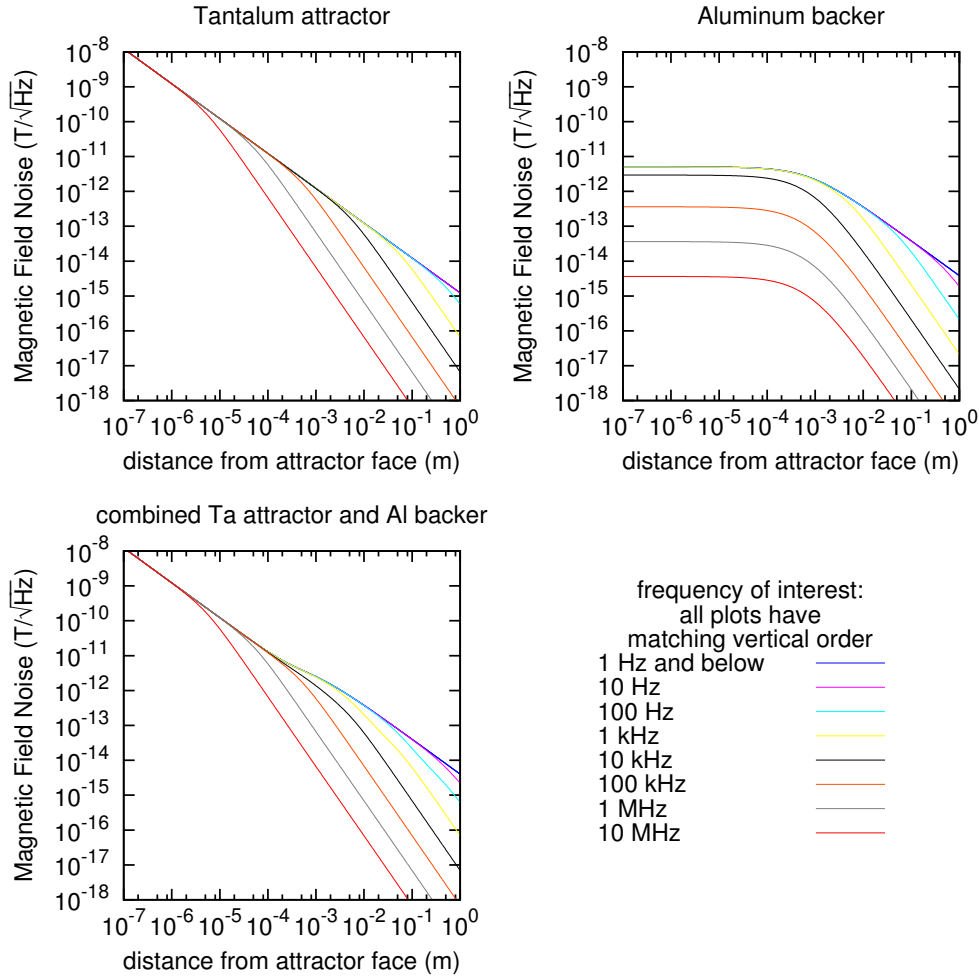 Tantalum attractor
Magnetic Field Noise (T/√Hz)
10⁻⁸
10⁻⁹
10⁻¹⁰
10⁻¹¹
10⁻¹²
10⁻¹³
10⁻¹⁴
10⁻¹⁵
10⁻¹⁶
10⁻¹⁷
10⁻¹⁸
10⁻⁷ 10⁻⁶ 10⁻⁵ 10⁻⁴ 10⁻³ 10⁻² 10⁻¹ 10⁰
distance from attractor face (m)
Aluminum backer
Magnetic Field Noise (T/√Hz)
10⁻⁸
10⁻⁹
10⁻¹⁰
10⁻¹¹
10⁻¹²
10⁻¹³
10⁻¹⁴
10⁻¹⁵
10⁻¹⁶
10⁻¹⁷
10⁻¹⁸
10⁻⁷ 10⁻⁶ 10⁻⁵ 10⁻⁴ 10⁻³ 10⁻² 10⁻¹ 10⁰
distance from attractor face (m)
combined Ta attractor and Al backer
Magnetic Field Noise (T/√Hz)
10⁻⁸
10⁻⁹
10⁻¹⁰
10⁻¹¹
10⁻¹²
10⁻¹³
10⁻¹⁴
10⁻¹⁵
10⁻¹⁶
10⁻¹⁷
10⁻¹⁸
10⁻⁷ 10⁻⁶ 10⁻⁵ 10⁻⁴ 10⁻³ 10⁻² 10⁻¹ 10⁰
distance from attractor face (m)
frequency of interest:
all plots have
matching vertical order
1 Hz and below
10 Hz
100 Hz
1 kHz
10 kHz
100 kHz
1 MHz
10 MHz